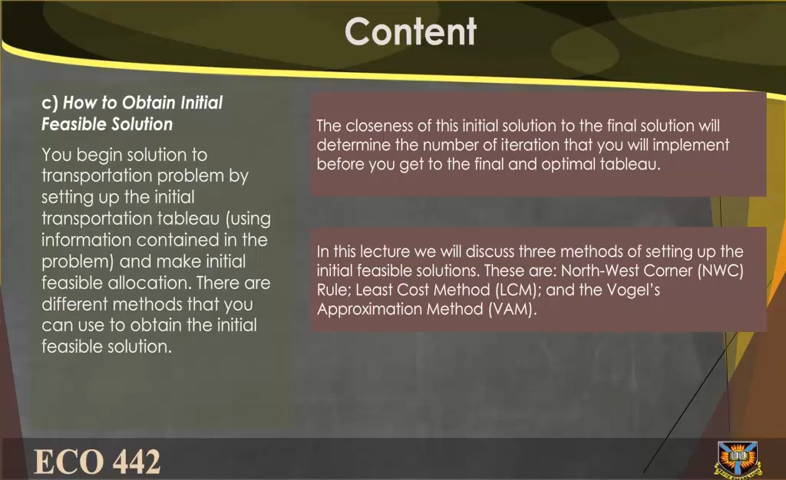 Content
c) How to Obtain Initial
Feasible Solution
You begin solution to
transportation problem by
setting up the initial
transportation tableau (using
information contained in the
problem) and make initial
feasible allocation. There are
different methods that you
can use to obtain the initial
feasible solution.
The closeness of this initial solution to the final solution will
determine the number of iteration that you will implement
before you get to the final and optimal tableau.
In this lecture we will discuss three methods of setting up the
initial feasible solutions. These are: North-West Corner (NWC)
Rule; Least Cost Method (LCM); and the Vogel's
Approximation Method (VAM).
ECO 442